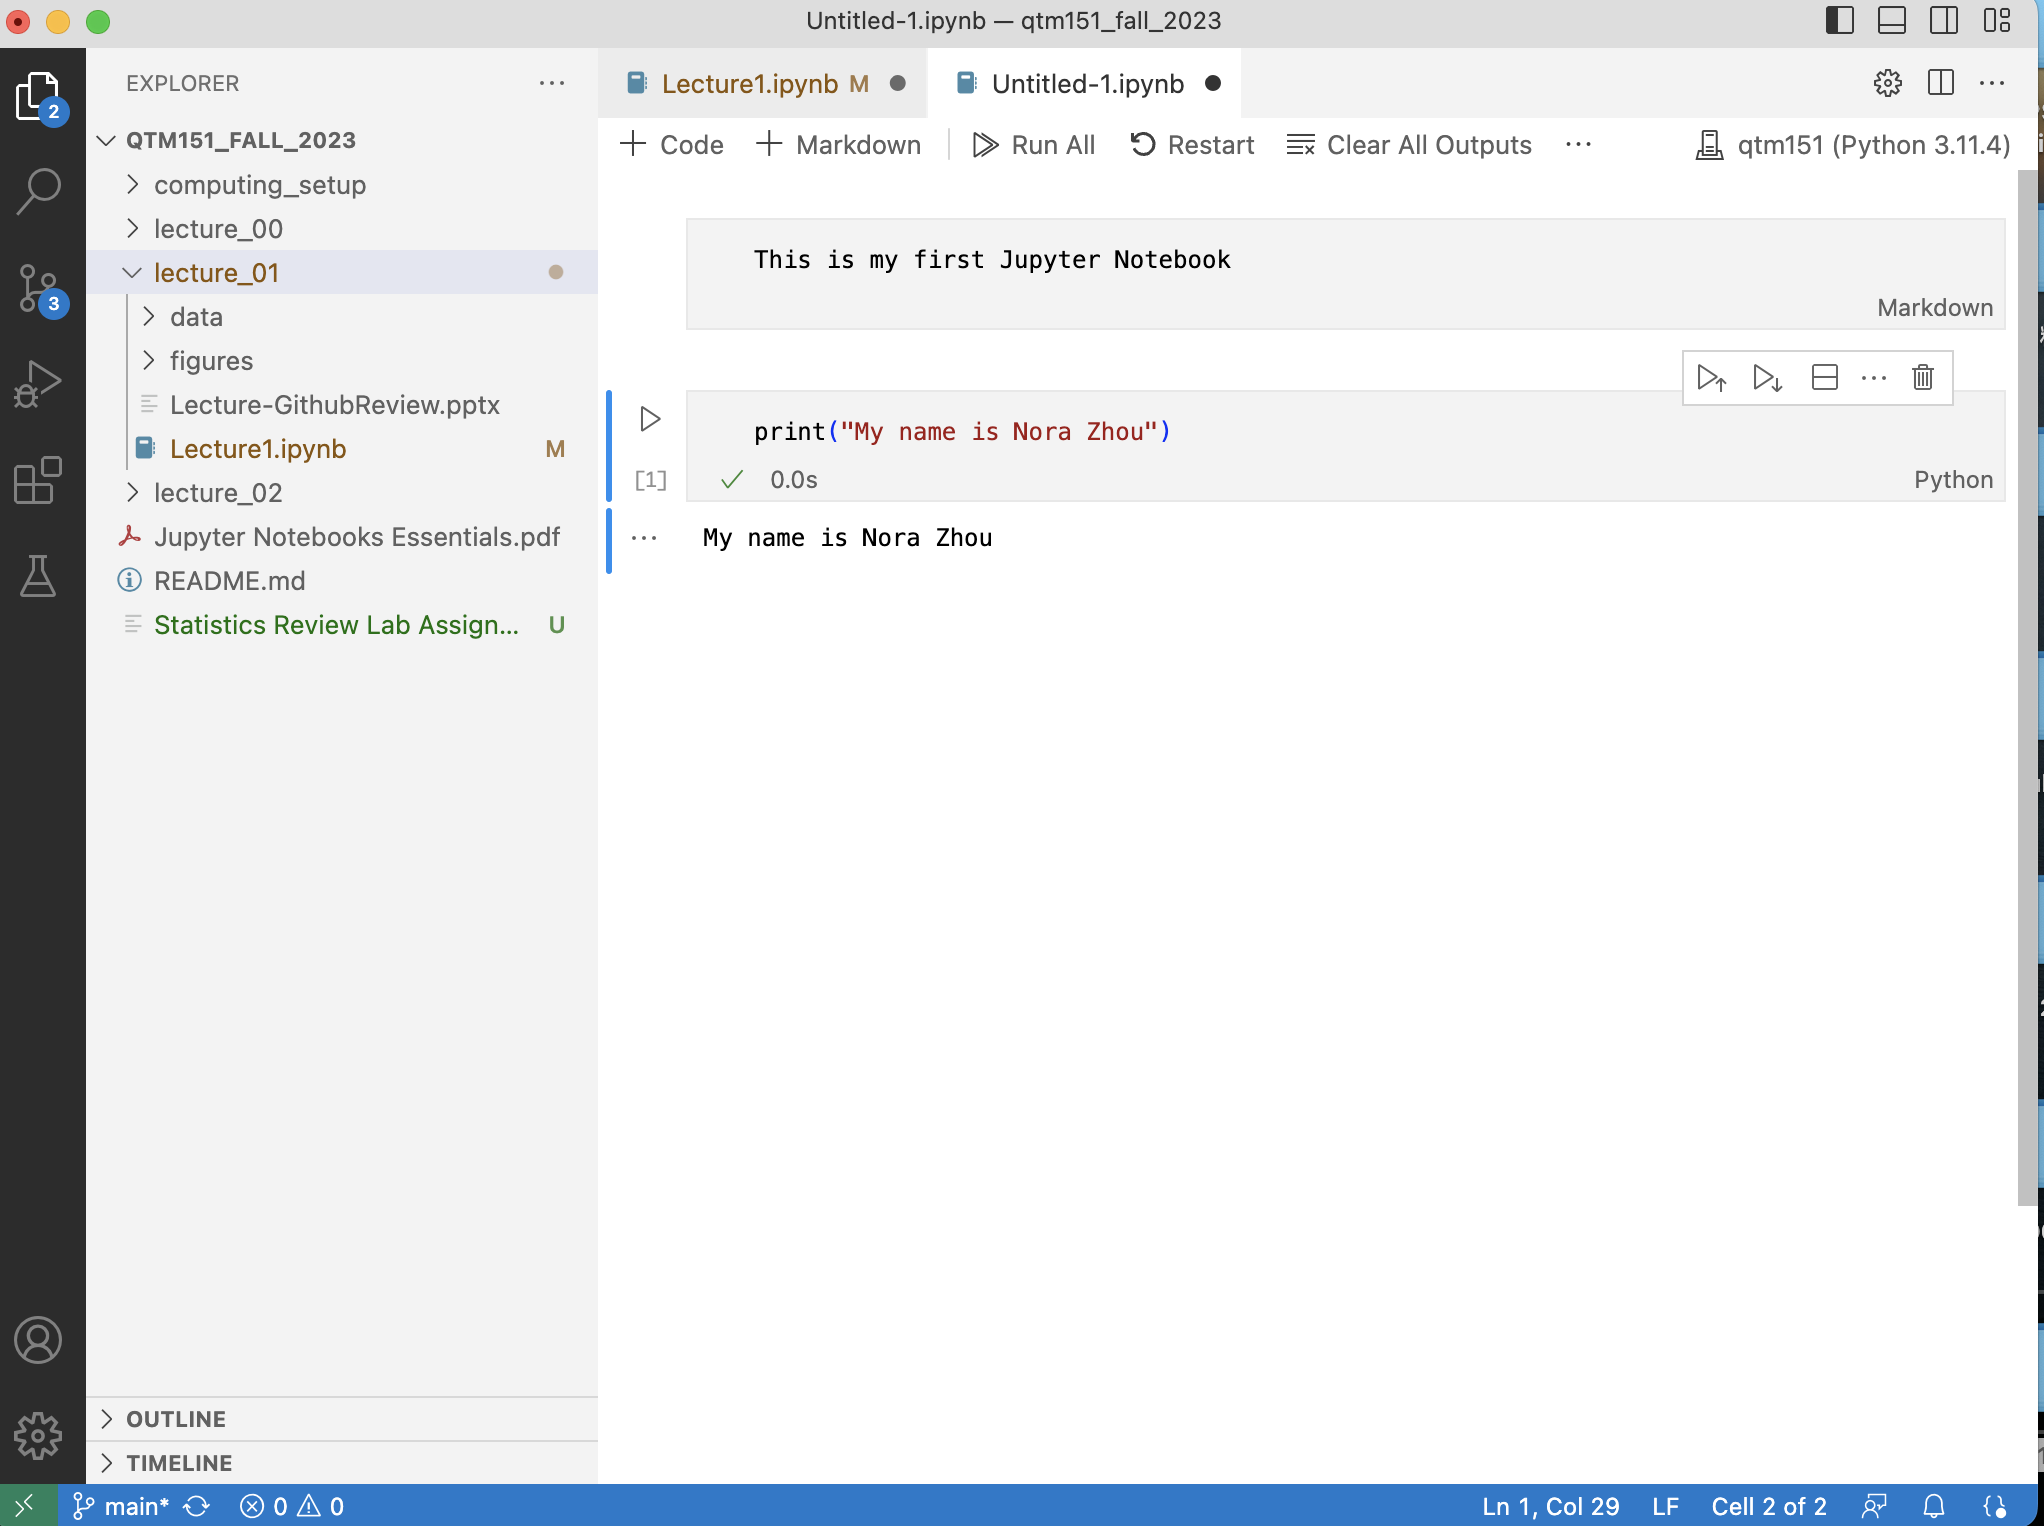 Untitled-1.ipynb — qtm151_fall_2023
EXPLORER
2
3
QTM151_FALL_2023
computing_setup
lecture_00
lecture_01
data
figures
Lecture-GithubReview.pptx
Lecture1.ipynb M
lecture_02
Jupyter Notebooks Essentials.pdf
README.md
Statistics Review Lab Assign... U
OUTLINE
TIMELINE
Lecture1.ipynb M
Untitled-1.ipynb
Code
Markdown
Run All
Restart
Clear All Outputs
qtm151 (Python 3.11.4)
This is my first Jupyter Notebook
Markdown
print("My name is Nora Zhou")
[1]
0.0s
Python
My name is Nora Zhou
main* 0 0
Ln 1, Col 29 LF Cell 2 of 2